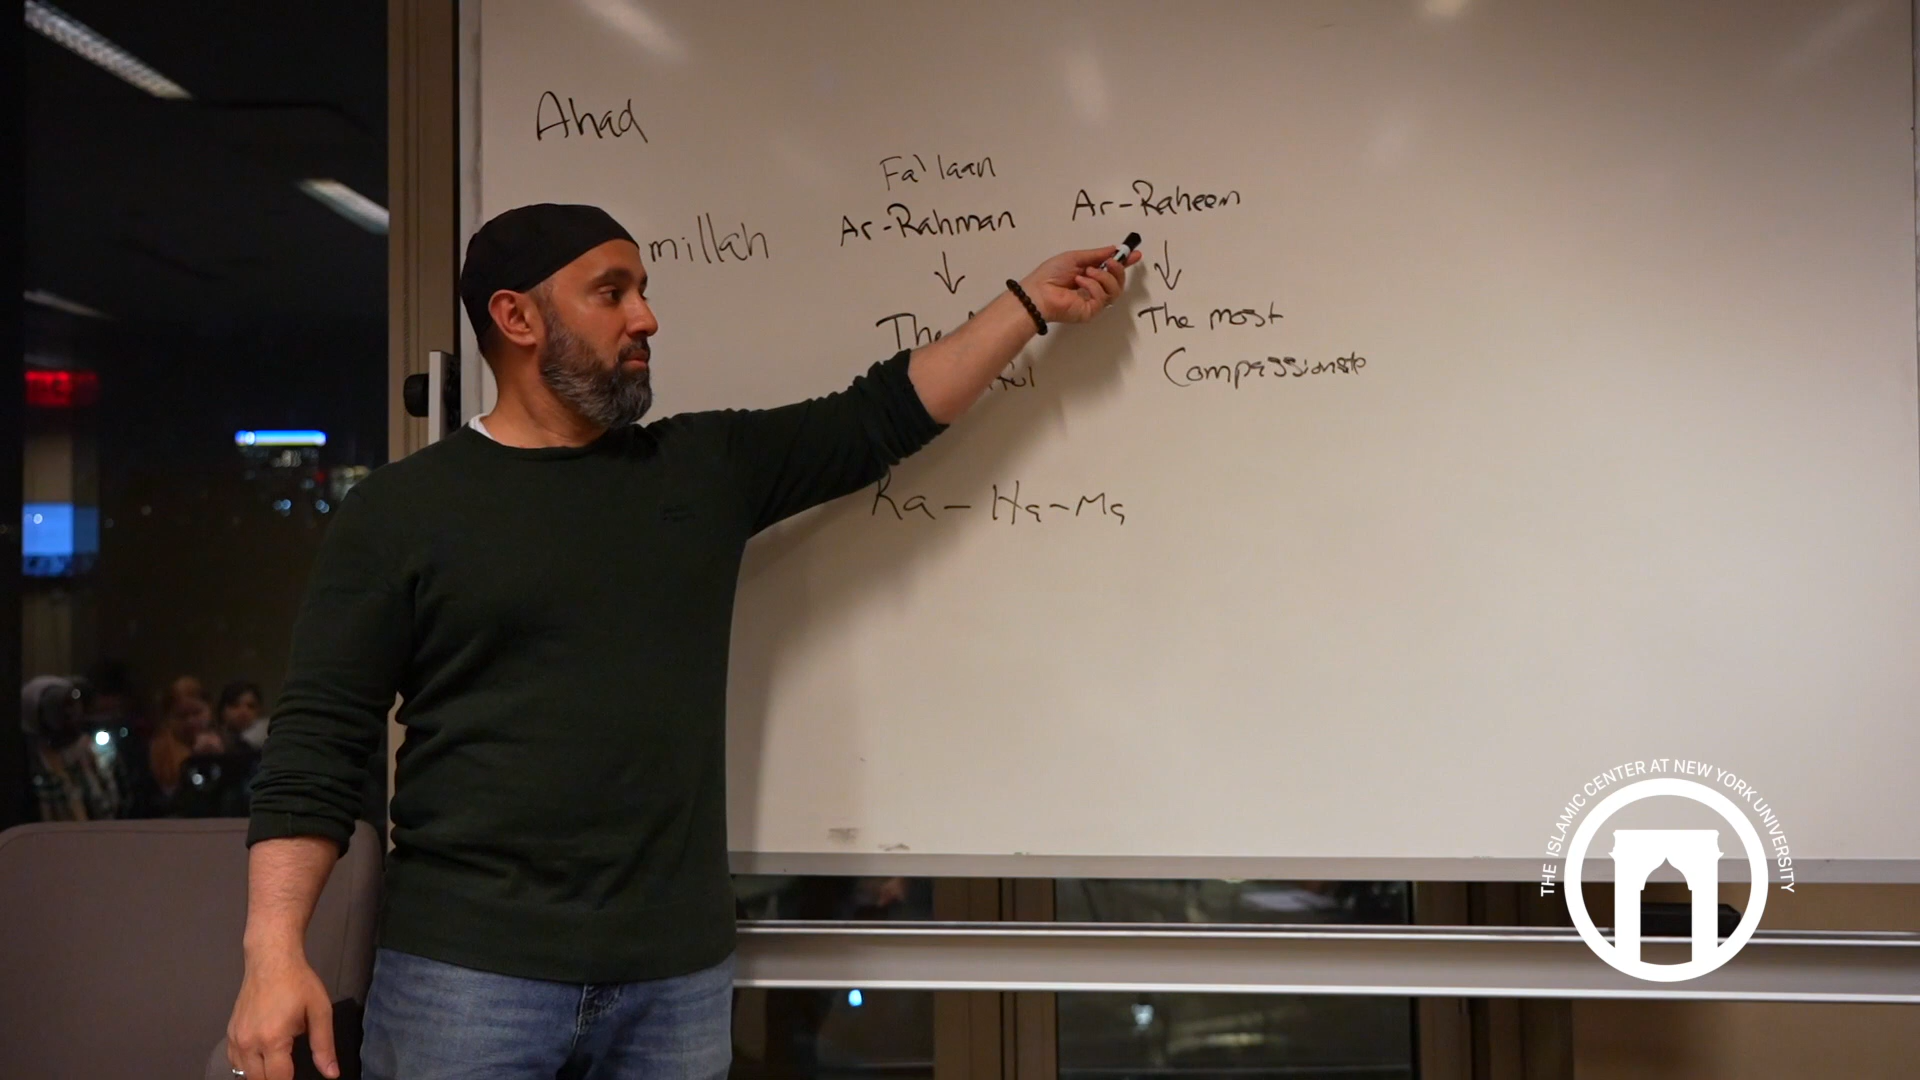 Ahad
millah
Fa'laan
Ar-Rahman
The
Ar-Raheem
The most
Compassionate
Ra-Ha-Ma
THE ISLAMIC CENTER AT NEW YORK UNIVERSITY